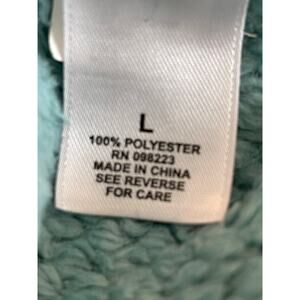 L
100% POLYESTER
RN 098223
MADE IN CHINA
SEE REVERSE
FOR CARE